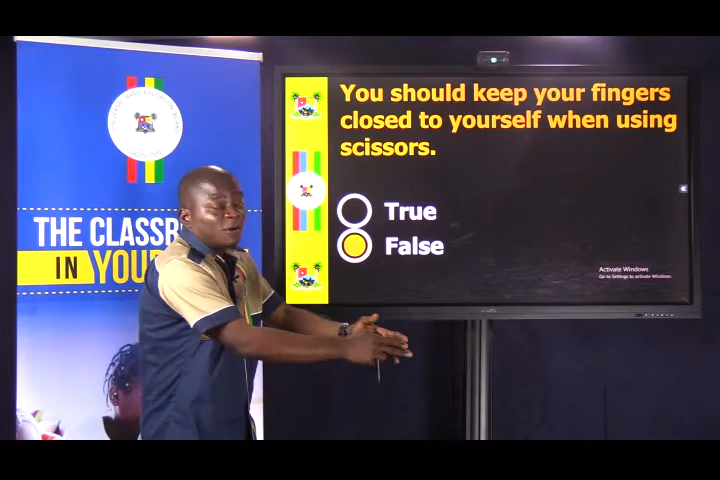 You should keep your fingers
closed to yourself when using
scissors.
True
False
Activate Windows
Go to Settings to activate Windows.
THE CLASSR
IN YOUR